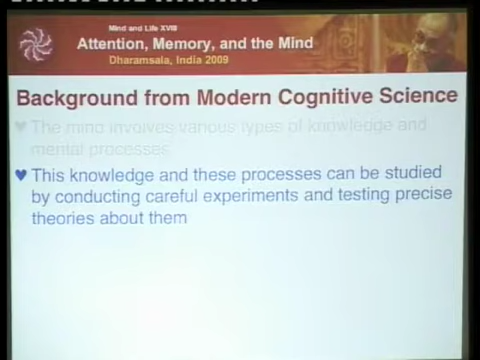 Mind and Life XVIII
Attention, Memory, and the Mind
Dharamsala, India 2009
Background from Modern Cognitive Science
The mind involves various types of knowledge and
mental processes
This knowledge and these processes can be studied
by conducting careful experiments and testing precise
theories about them